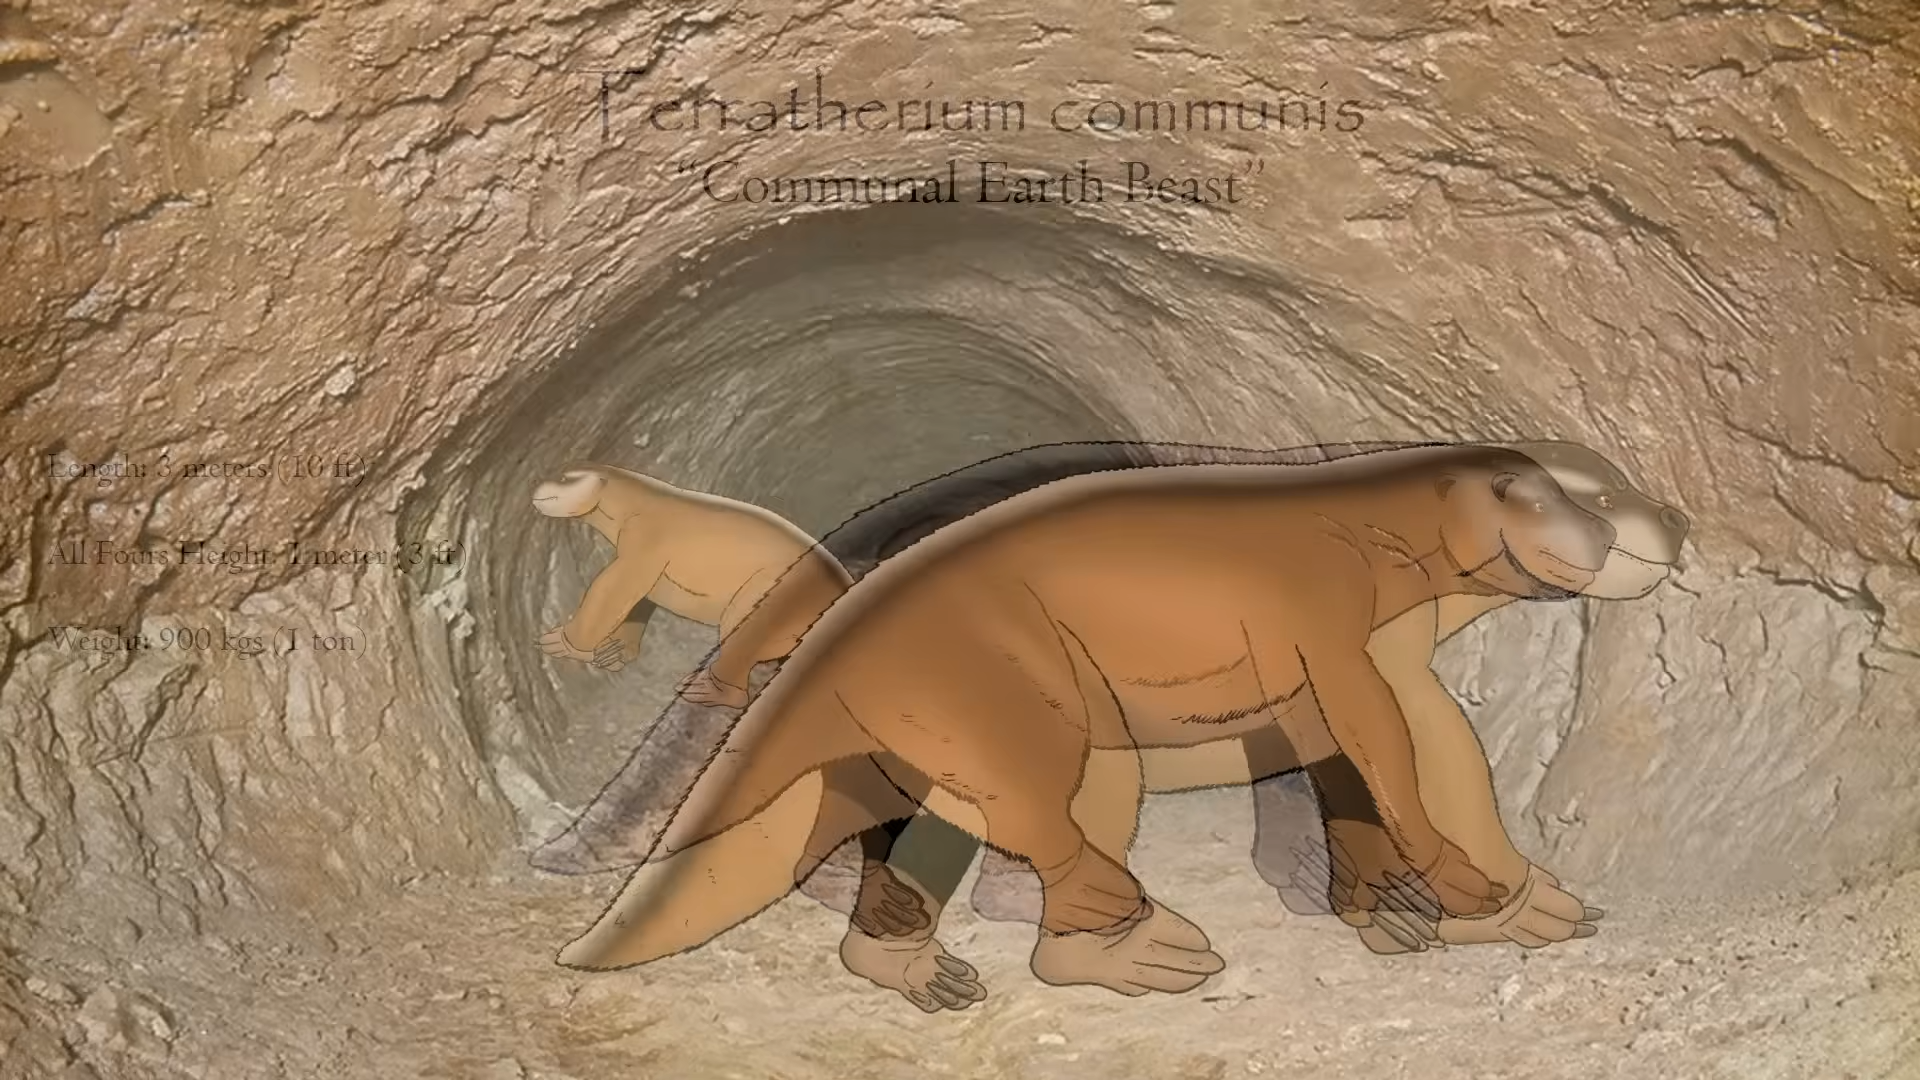 Terratherium communis
“Communal Earth Beast”
Length: 3 meters (10 ft)
All Fours Height: 1 meter (3 ft)
Weight: 900 kgs (1 ton)